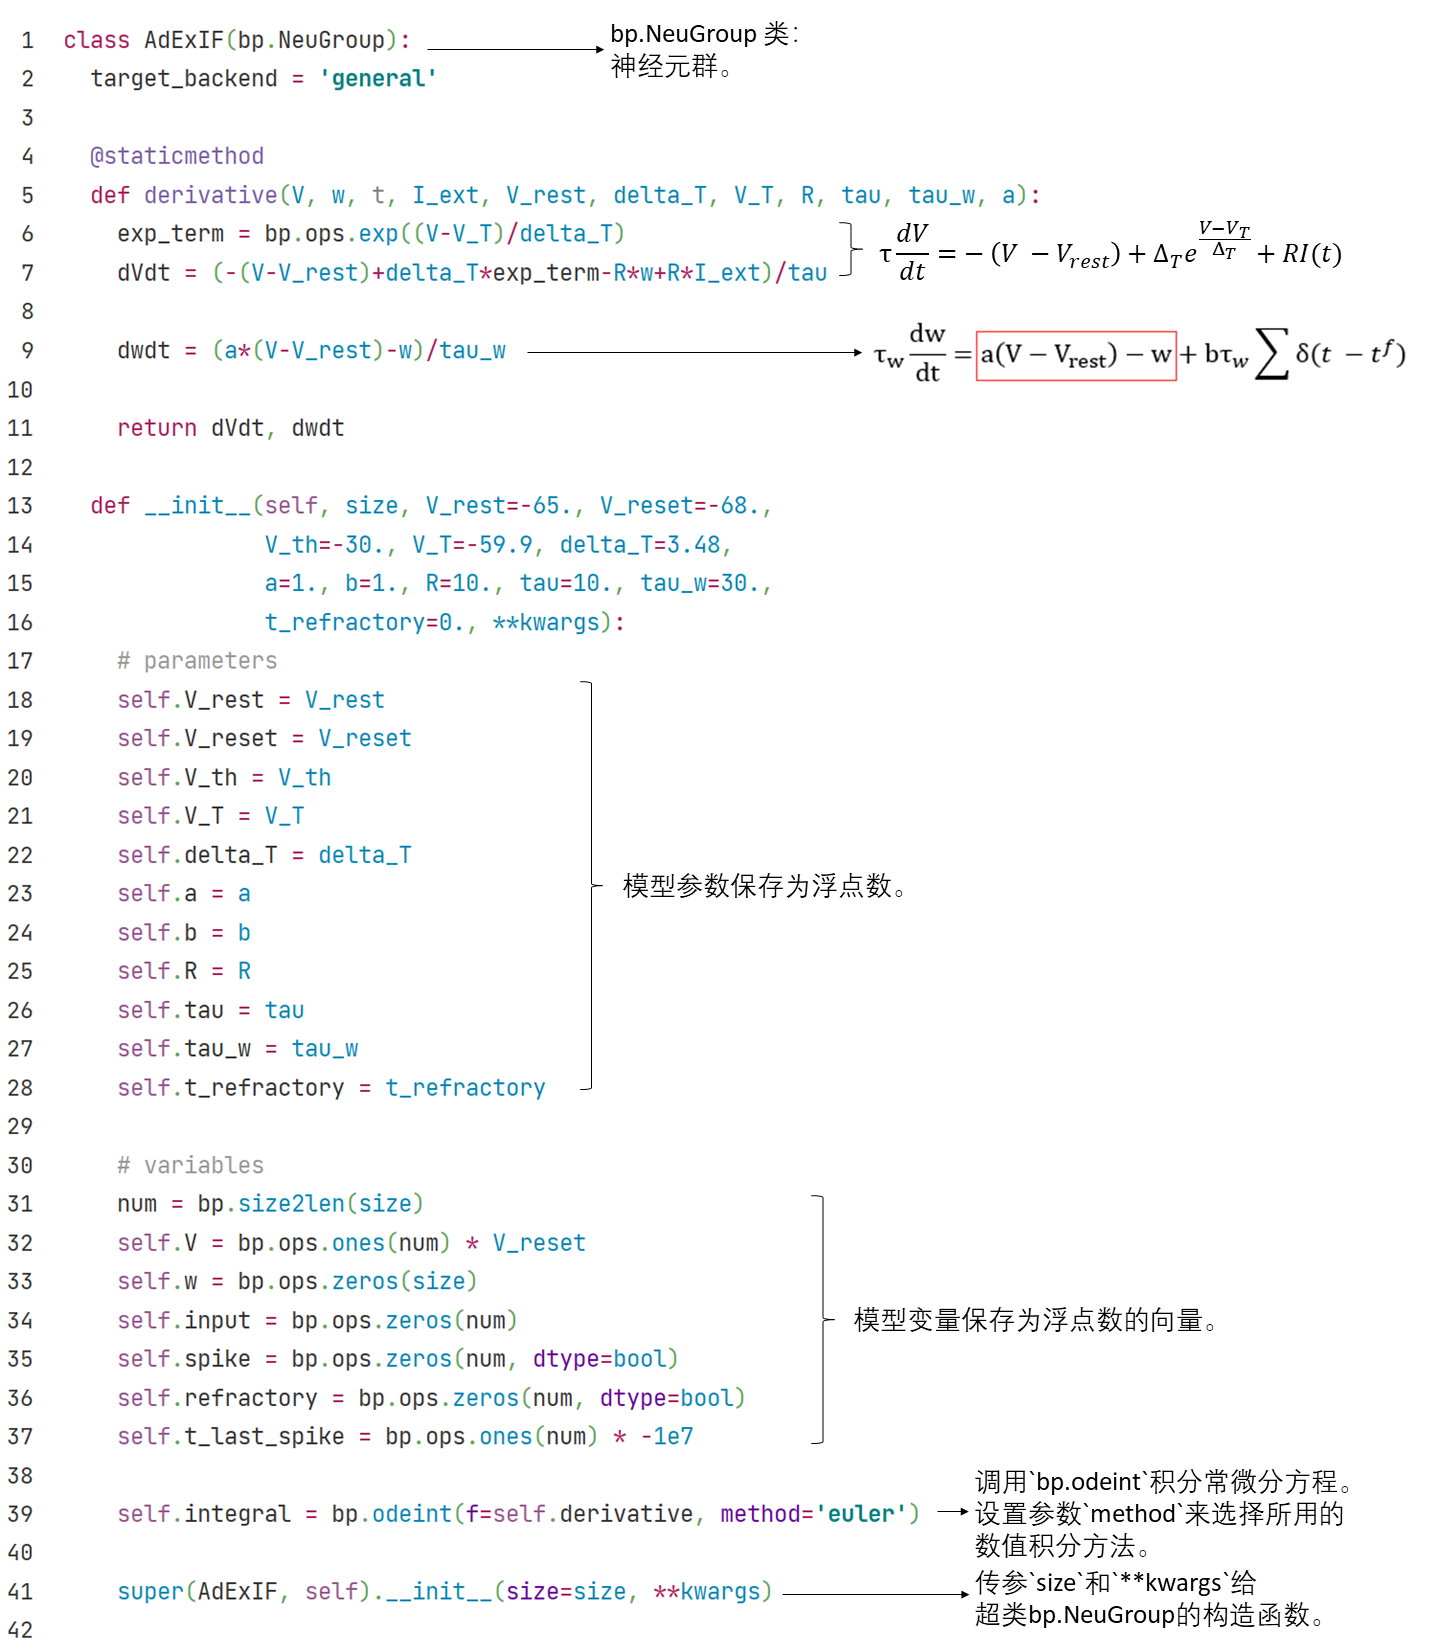 1 class AdExIF(bp.NeuGroup):
bp.NeuGroup 类：
神经元群。
2 target_backend = 'general'
3
4 @staticmethod
5 def derivative(V, w, t, I_ext, V_rest, delta_T, V_T, R, tau, tau_w, a):
6 exp_term = bp.ops.exp((V-V_T)/delta_T)
7 dVdt = (-(V-V_rest)+delta_T*exp_term-R*w+R*I_ext)/tau
τ dV/dt = − (V − V_rest) + Δ_T e^((V−V_T)/Δ_T) + RI(t)
8
9 dwdt = (a*(V-V_rest)-w)/tau_w
τ_w dw/dt = a(V − V_rest) − w + bτ_w ∑ δ(t − t^f)
10
11 return dVdt, dwdt
12
13 def __init__(self, size, V_rest=-65., V_reset=-68.,
14 V_th=-30., V_T=-59.9, delta_T=3.48,
15 a=1., b=1., R=10., tau=10., tau_w=30.,
16 t_refractory=0., **kwargs):
17 # parameters
18 self.V_rest = V_rest
19 self.V_reset = V_reset
20 self.V_th = V_th
21 self.V_T = V_T
22 self.delta_T = delta_T
23 self.a = a
模型参数保存为浮点数。
24 self.b = b
25 self.R = R
26 self.tau = tau
27 self.tau_w = tau_w
28 self.t_refractory = t_refractory
29
30 # variables
31 num = bp.size2len(size)
32 self.V = bp.ops.ones(num) * V_reset
33 self.w = bp.ops.zeros(size)
34 self.input = bp.ops.zeros(num)
模型变量保存为浮点数的向量。
35 self.spike = bp.ops.zeros(num, dtype=bool)
36 self.refractory = bp.ops.zeros(num, dtype=bool)
37 self.t_last_spike = bp.ops.ones(num) * -1e7
38
39 self.integral = bp.odeint(f=self.derivative, method='euler')
调用`bp.odeint`积分常微分方程。
设置参数`method`来选择所用的
数值积分方法。
40
41 super(AdExIF, self).__init__(size=size, **kwargs)
传参`size`和`**kwargs`给
超类bp.NeuGroup的构造函数。
42